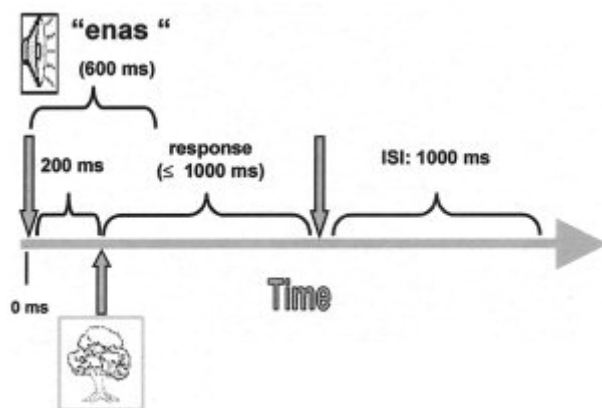 “enas “
(600 ms)
200 ms
response
(≤ 1000 ms)
ISI: 1000 ms
0 ms
Time